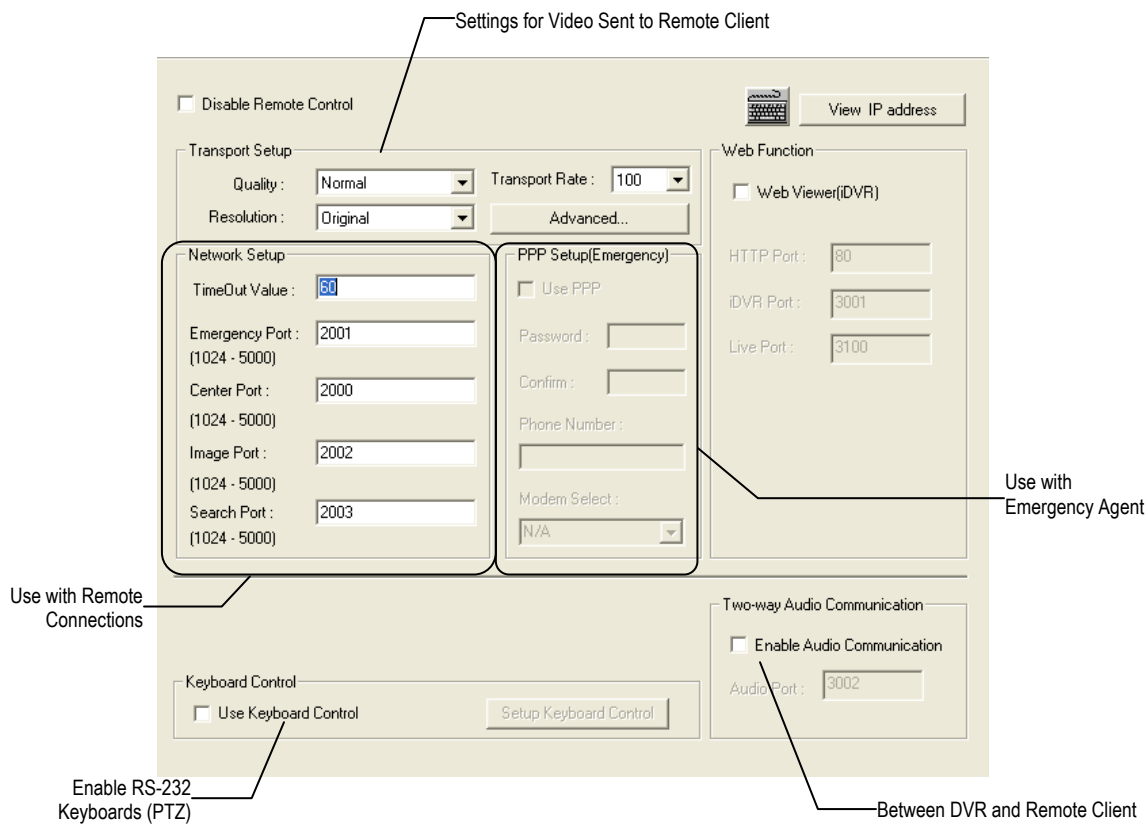 Settings for Video Sent to Remote Client
Disable Remote Control
View IP address
Transport Setup
Quality :
Normal
Transport Rate :
100
Resolution :
Original
Advanced...
Web Function
Web Viewer(iDVR)
HTTP Port :
80
iDVR Port :
3001
Live Port :
3100
Network Setup
TimeOut Value :
60
Emergency Port :
2001
(1024 - 5000)
Center Port :
2000
(1024 - 5000)
Image Port :
2002
(1024 - 5000)
Search Port :
2003
(1024 - 5000)
PPP Setup(Emergency)
Use PPP
Password :
Confirm :
Phone Number :
Modem Select :
N/A
Use with
Emergency Agent
Use with Remote
Connections
Two-way Audio Communication
Enable Audio Communication
Audio Port :
3002
Keyboard Control
Use Keyboard Control
Setup Keyboard Control
Enable RS-232
Keyboards (PTZ)
Between DVR and Remote Client